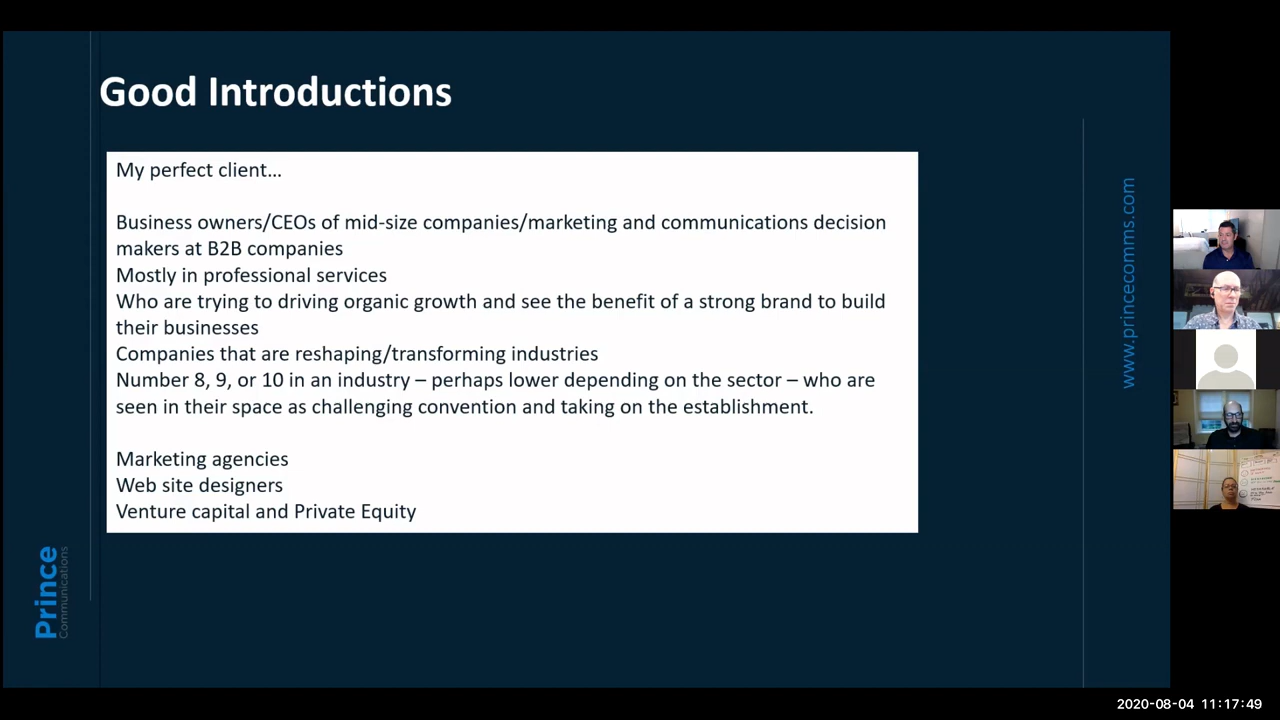 Good Introductions
My perfect client...
Business owners/CEOs of mid-size companies/marketing and communications decision
makers at B2B companies
Mostly in professional services
Who are trying to driving organic growth and see the benefit of a strong brand to build
their businesses
Companies that are reshaping/transforming industries
Number 8, 9, or 10 in an industry – perhaps lower depending on the sector – who are
seen in their space as challenging convention and taking on the establishment.
Marketing agencies
Web site designers
Venture capital and Private Equity
Prince
Communications
www.princecomms.com
2020-08-04 11:17:49